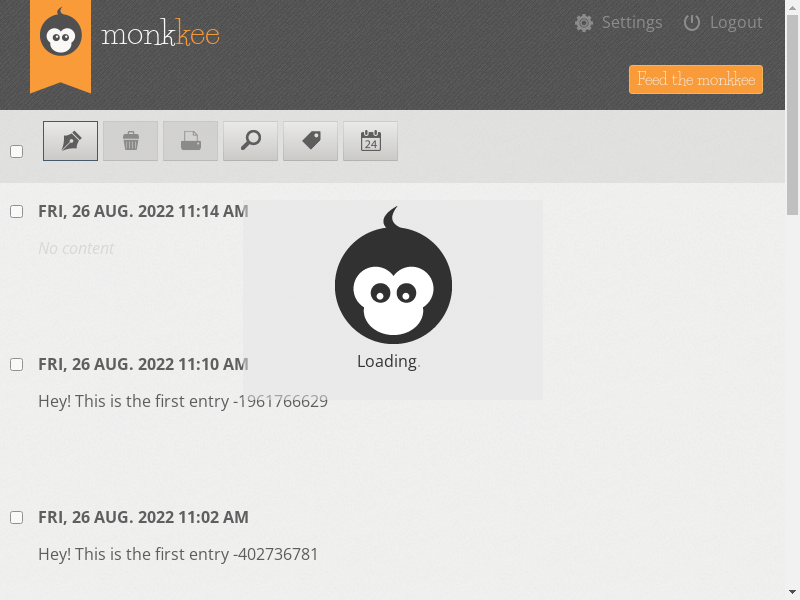 monkkee
Settings
Logout
Feed the monkkee
24
FRI, 26 AUG. 2022 11:14 AM
No content
Loading.
FRI, 26 AUG. 2022 11:10 AM
Hey! This is the first entry -1961766629
FRI, 26 AUG. 2022 11:02 AM
Hey! This is the first entry -402736781